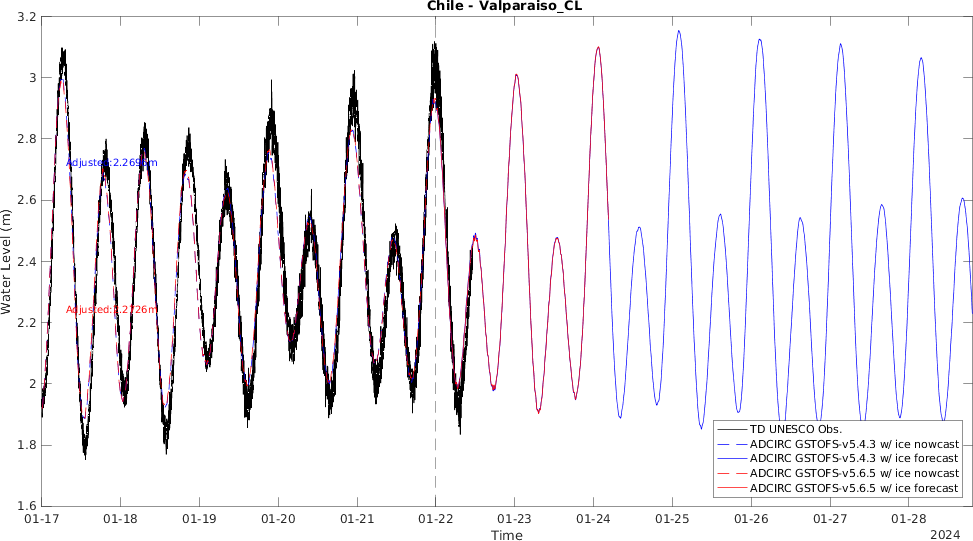 Chile - Valparaiso_CL
3.2
3
2.8
2.6
2.4
2.2
2
1.8
1.6
Water Level (m)
Adjusted:2.2696m
Adjusted:2.2726m
TD UNESCO Obs.
ADCIRC GSTOFS-v5.4.3 w/ ice nowcast
ADCIRC GSTOFS-v5.4.3 w/ ice forecast
ADCIRC GSTOFS-v5.6.5 w/ ice nowcast
ADCIRC GSTOFS-v5.6.5 w/ ice forecast
01-17 01-18 01-19 01-20 01-21 01-22 01-23 01-24 01-25 01-26 01-27 01-28
Time
2024